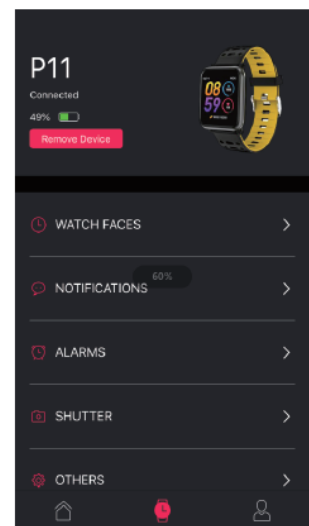 P11
Connected
49%
Remove Device
08
59
WATCH FACES
60%
NOTIFICATIONS
ALARMS
SHUTTER
OTHERS